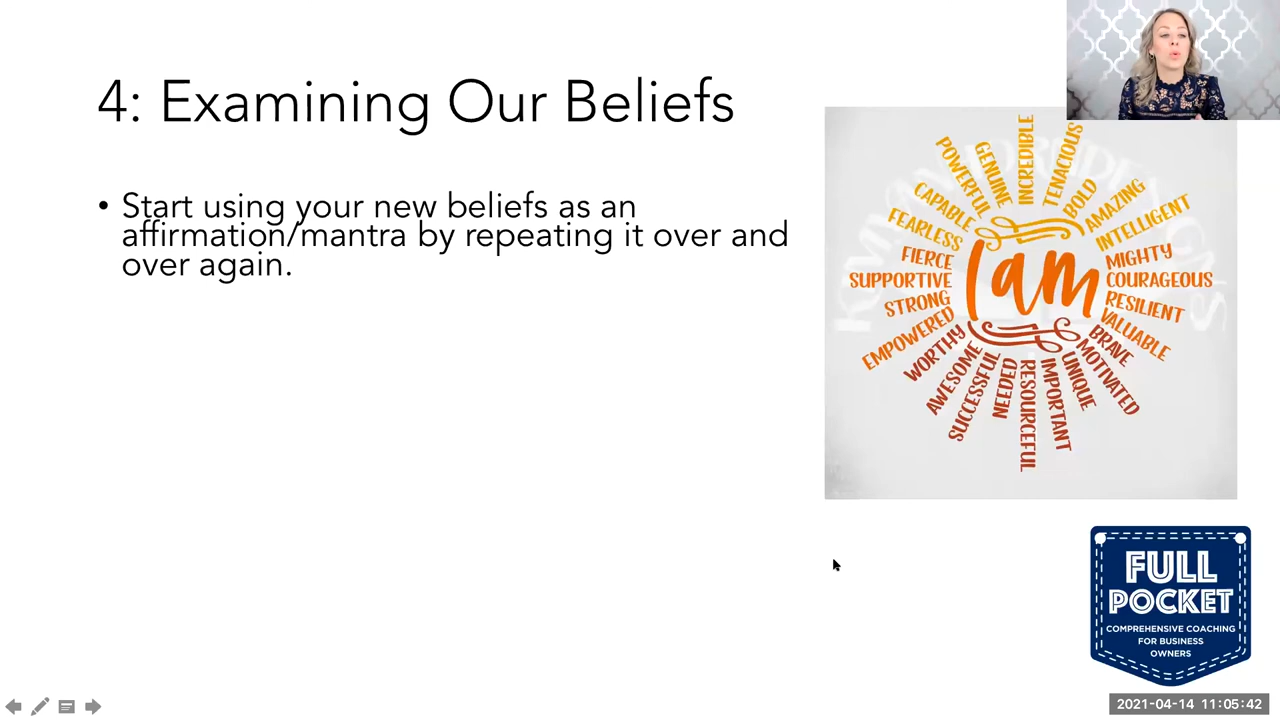 4: Examining Our Beliefs
• Start using your new beliefs as an
affirmation/mantra by repeating it over and
over again.
I am
INCREDIBLE
TENACIOUS
BOLD
AMAZING
INTELLIGENT
MIGHTY
COURAGEOUS
RESILIENT
VALUABLE
BRAVE
MOTIVATED
UNIQUE
IMPORTANT
RESOURCEFUL
NEEDED
SUCCESSFUL
AWESOME
WORTHY
EMPOWERED
STRONG
SUPPORTIVE
FIERCE
FEARLESS
CAPABLE
POWERFUL
GENUINE
FULL
POCKET
COMPREHENSIVE COACHING
FOR BUSINESS
OWNERS
2021-04-14 11:05:42